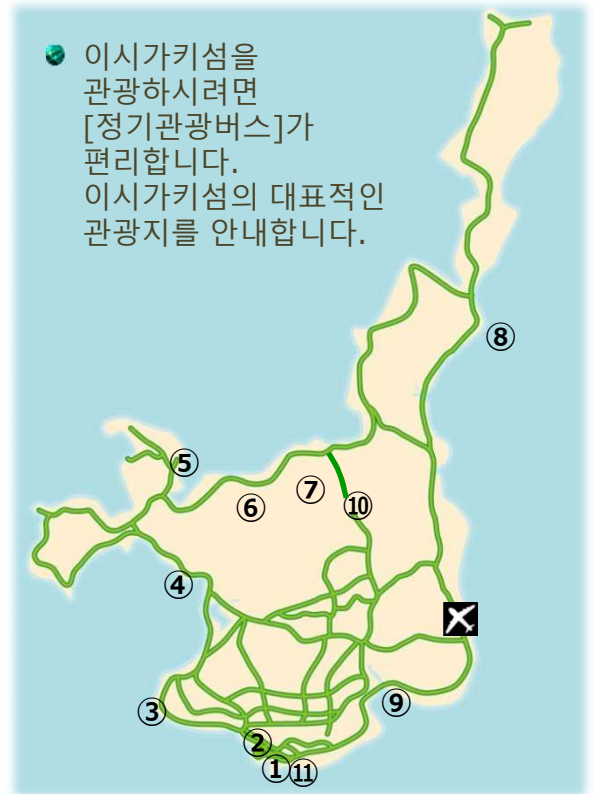 이시가키섬을
관광하시려면
[정기관광버스]가
편리합니다.
이시가키섬의 대표적인
관광지를 안내합니다.
⑧
⑤
⑦
⑥
⑩
④
⑨
③
②
①
⑪